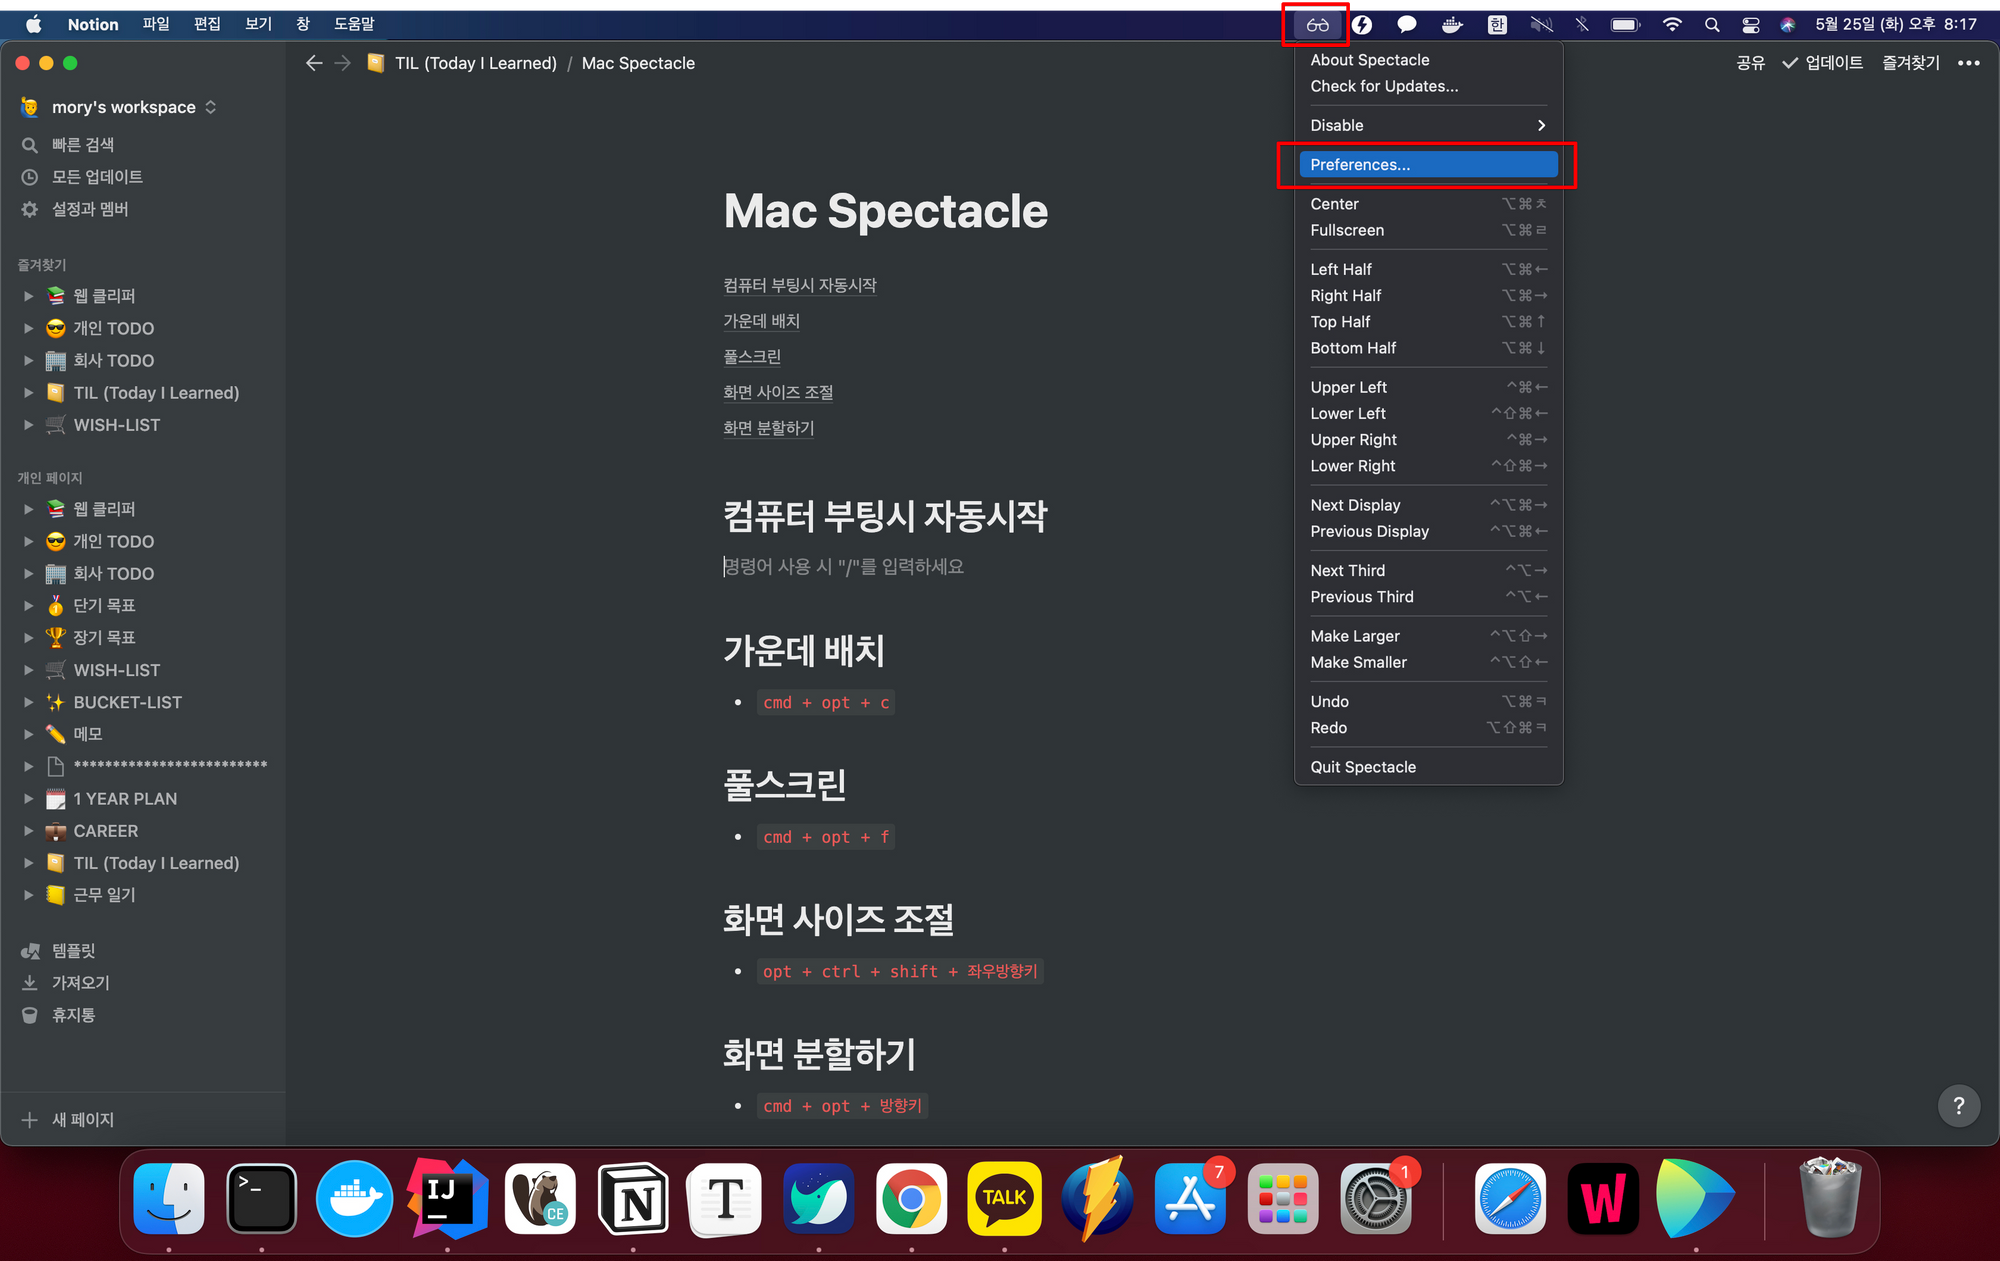 Notion 파일 편집 보기 창 도움말
한
5월 25일 (화) 오후 8:17
TIL (Today I Learned) / Mac Spectacle
공유 업데이트 즐겨찾기 •••
mory's workspace
빠른 검색
모든 업데이트
설정과 멤버
즐겨찾기
웹 클리퍼
개인 TODO
회사 TODO
TIL (Today I Learned)
WISH-LIST
개인 페이지
웹 클리퍼
개인 TODO
회사 TODO
단기 목표
장기 목표
WISH-LIST
BUCKET-LIST
메모
*************************
1 YEAR PLAN
CAREER
TIL (Today I Learned)
근무 일기
템플릿
가져오기
휴지통
+ 새 페이지
Mac Spectacle
컴퓨터 부팅시 자동시작
가운데 배치
풀스크린
화면 사이즈 조절
화면 분할하기
컴퓨터 부팅시 자동시작
명령어 사용 시 "/"를 입력하세요
가운데 배치
• cmd + opt + c
풀스크린
• cmd + opt + f
화면 사이즈 조절
• opt + ctrl + shift + 좌우방향키
화면 분할하기
• cmd + opt + 방향키
About Spectacle
Check for Updates...
Disable
Preferences...
Center ⌥⌘ㅊ
Fullscreen ⌥⌘ㄹ
Left Half ⌥⌘←
Right Half ⌥⌘→
Top Half ⌥⌘↑
Bottom Half ⌥⌘↓
Upper Left ^⌘←
Lower Left ^⇧⌘←
Upper Right ^⌘→
Lower Right ^⇧⌘→
Next Display ^⌥⌘→
Previous Display ^⌥⌘←
Next Third ^⌥→
Previous Third ^⌥←
Make Larger ^⌥⇧→
Make Smaller ^⌥⇧←
Undo ⌥⌘ㅋ
Redo ⌥⇧⌘ㅋ
Quit Spectacle
?
>_
IJ
CE
N
T
TALK
7
1
W